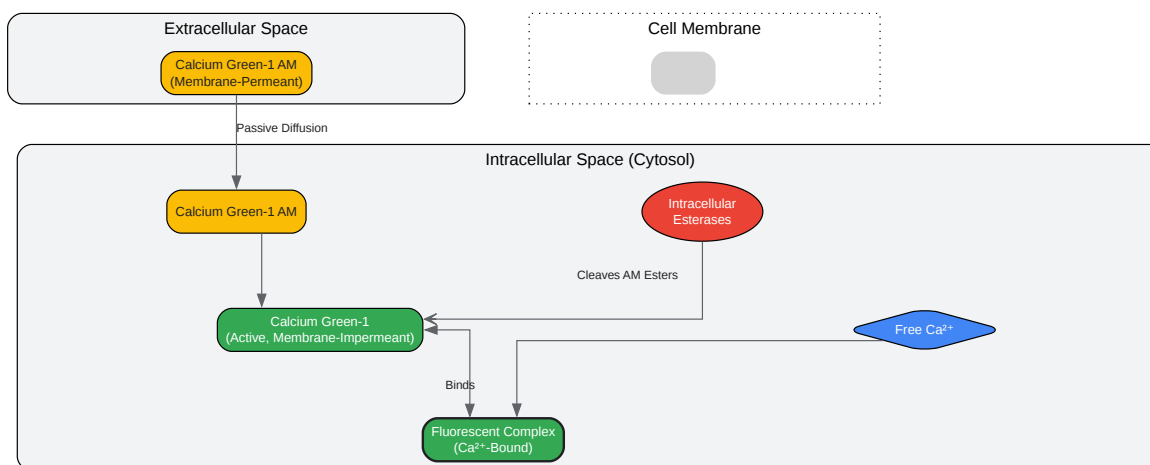 Extracellular Space
Cell Membrane
Calcium Green-1 AM
(Membrane-Permeant)
Passive Diffusion
Intracellular Space (Cytosol)
Calcium Green-1 AM
Intracellular
Esterases
Cleaves AM Esters
Calcium Green-1
(Active, Membrane-Impermeant)
Free Ca²⁺
Binds
Fluorescent Complex
(Ca²⁺-Bound)